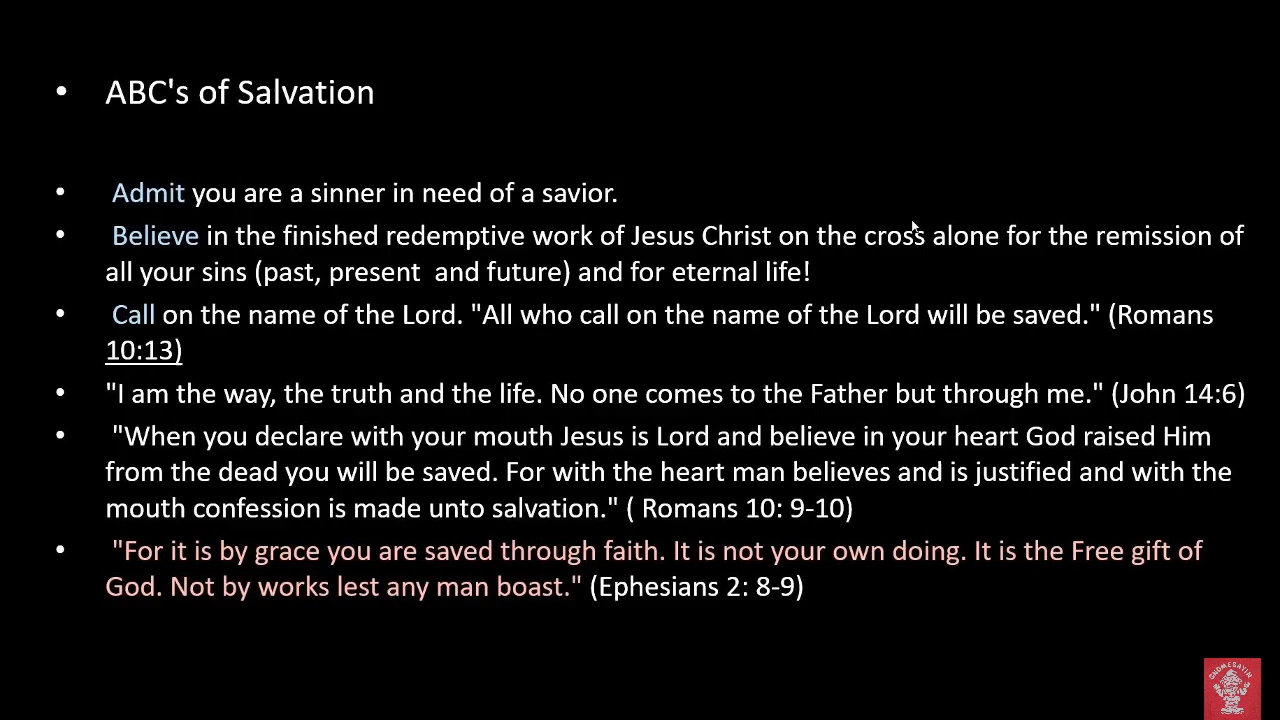 • ABC's of Salvation
• Admit you are a sinner in need of a savior.
• Believe in the finished redemptive work of Jesus Christ on the cross alone for the remission of
all your sins (past, present and future) and for eternal life!
• Call on the name of the Lord. "All who call on the name of the Lord will be saved." (Romans
10:13)
• "I am the way, the truth and the life. No one comes to the Father but through me." (John 14:6)
• "When you declare with your mouth Jesus is Lord and believe in your heart God raised Him
from the dead you will be saved. For with the heart man believes and is justified and with the
mouth confession is made unto salvation." ( Romans 10: 9-10)
• "For it is by grace you are saved through faith. It is not your own doing. It is the Free gift of
God. Not by works lest any man boast." (Ephesians 2: 8-9)
GNOMESAYIN